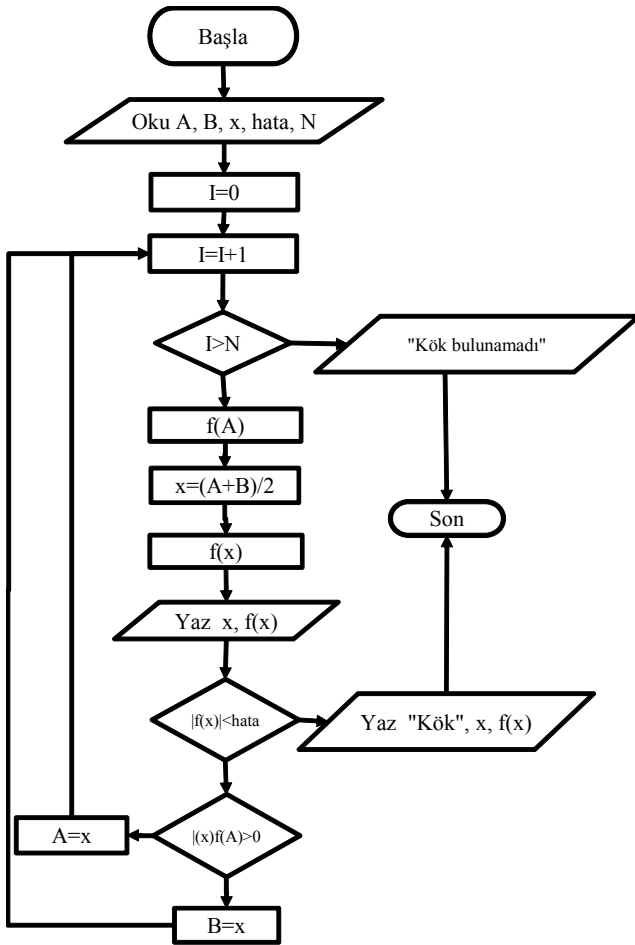 Başla
Oku A, B, x, hata, N
I=0
I=I+1
I>N
"Kök bulunamadı"
f(A)
x=(A+B)/2
f(x)
Son
Yaz  x, f(x)
|f(x)|<hata
Yaz  "Kök", x, f(x)
|(x)f(A)>0
A=x
B=x